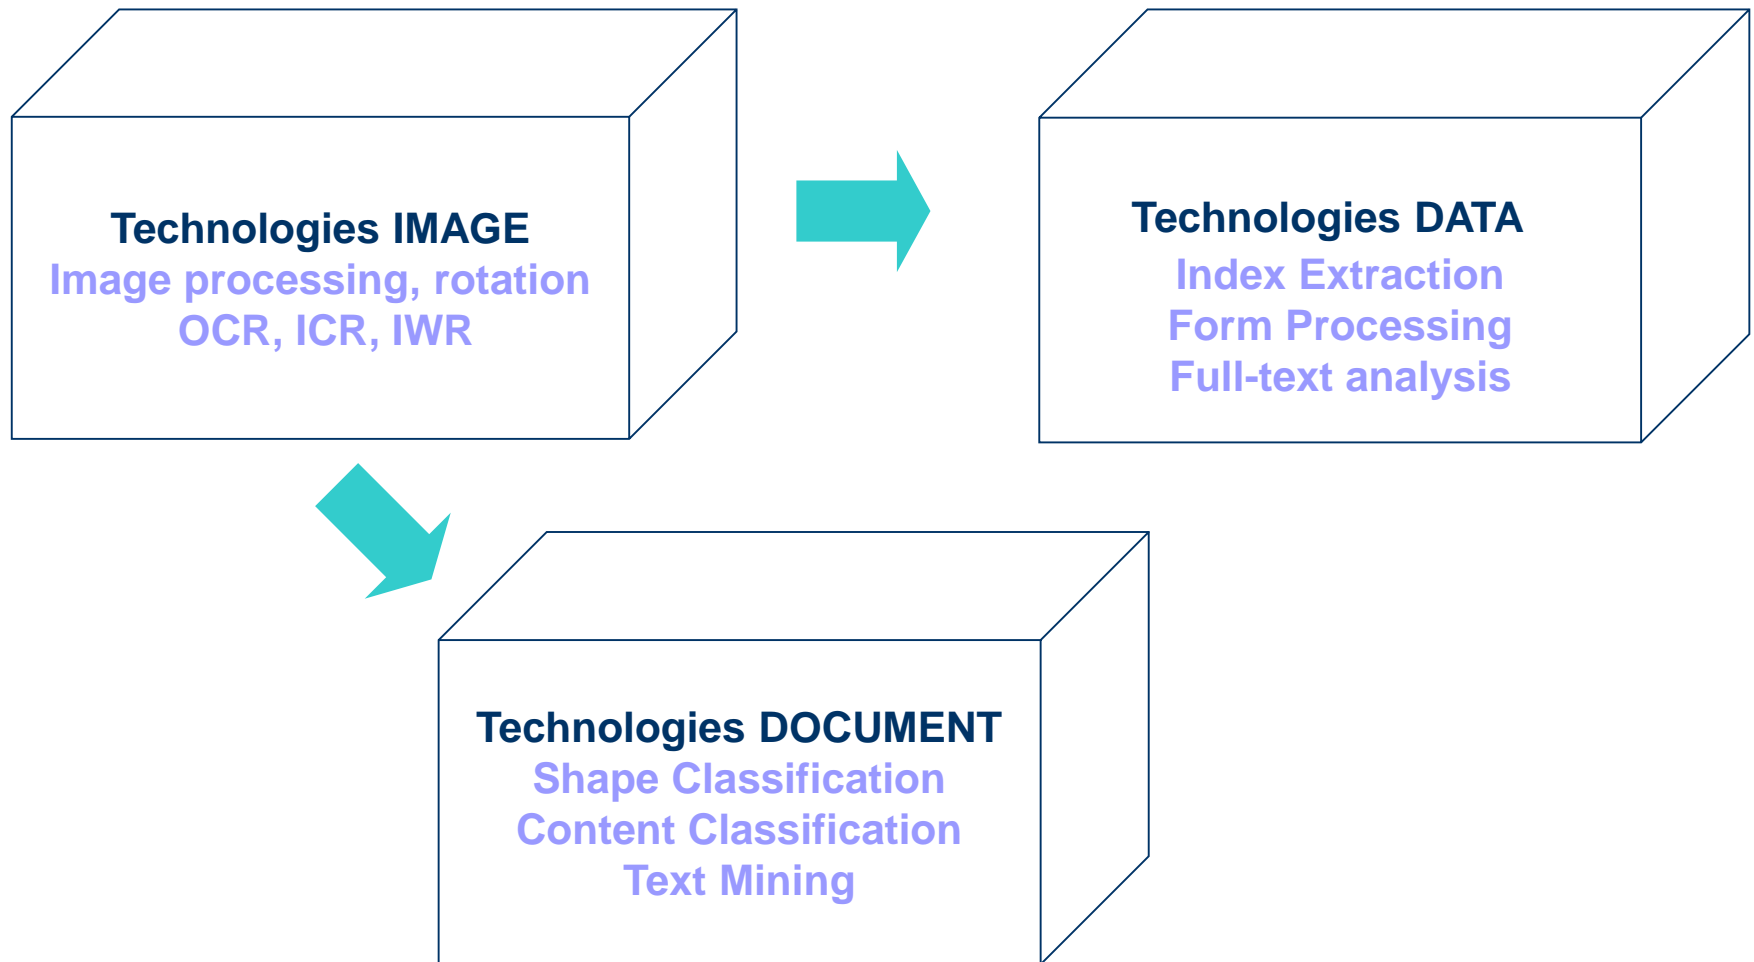 Technologies IMAGE
Image processing, rotation
OCR, ICR, IWR
Technologies DATA
Index Extraction
Form Processing
Full-text analysis
Technologies DOCUMENT
Shape Classification
Content Classification
Text Mining